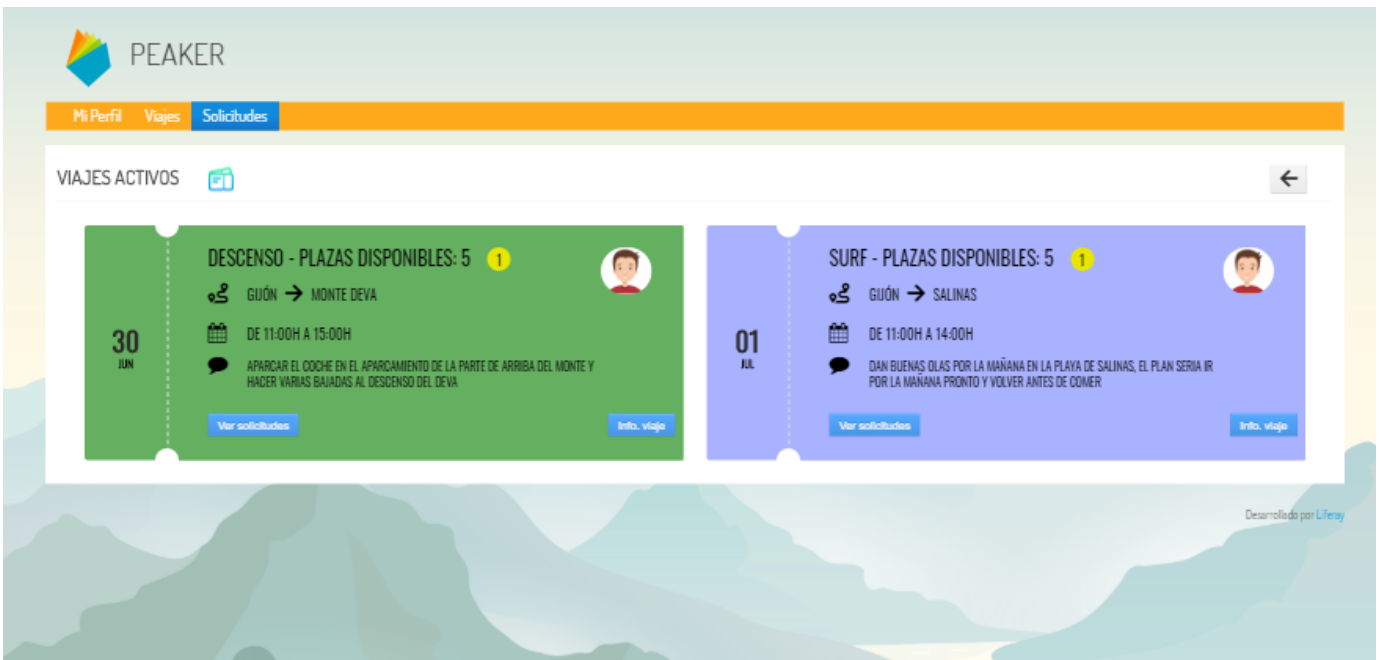 PEAKER
Mi Perfil Viajes Solicitudes
VIAJES ACTIVOS
30
JUN
DESCENSO - PLAZAS DISPONIBLES: 5 1
GIJÓN MONTE DEVA
DE 11:00H A 15:00H
APARCAR EL COCHE EN EL APARCAMIENTO DE LA PARTE DE ARRIBA DEL MONTE Y
HACER VARIAS BAJADAS AL DESCENSO DEL DEVA
Ver solicitudes Info. viaje
01
JUL
SURF - PLAZAS DISPONIBLES: 5 1
GIJÓN SALINAS
DE 11:00H A 14:00H
DAN BUENAS OLAS POR LA MAÑANA EN LA PLAYA DE SALINAS, EL PLAN SERIA IR
POR LA MAÑANA PRONTO Y VOLVER ANTES DE COMER
Ver solicitudes Info. viaje
Desarrollado por Liferay